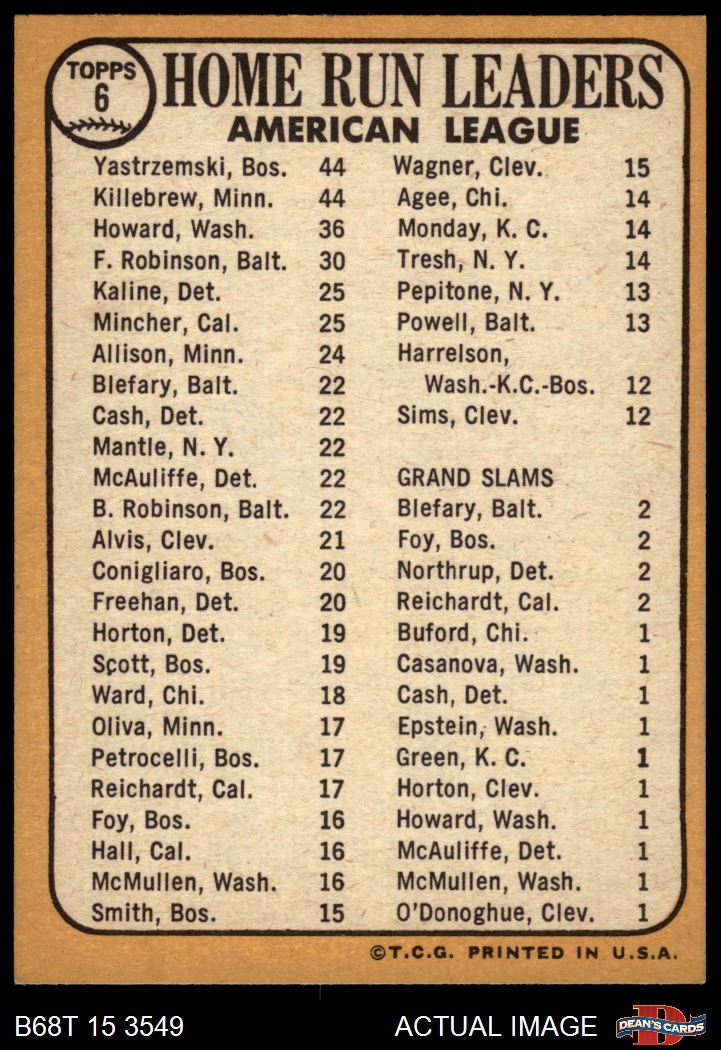 TOPPS
6
HOME RUN LEADERS
AMERICAN LEAGUE
Yastrzemski, Bos. 44
Killebrew, Minn. 44
Howard, Wash. 36
F. Robinson, Balt. 30
Kaline, Det. 25
Mincher, Cal. 25
Allison, Minn. 24
Blefary, Balt. 22
Cash, Det. 22
Mantle, N. Y. 22
McAuliffe, Det. 22
B. Robinson, Balt. 22
Alvis, Clev. 21
Conigliaro, Bos. 20
Freehan, Det. 20
Horton, Det. 19
Scott, Bos. 19
Ward, Chi. 18
Oliva, Minn. 17
Petrocelli, Bos. 17
Reichardt, Cal. 17
Foy, Bos. 16
Hall, Cal. 16
McMullen, Wash. 16
Smith, Bos. 15
Wagner, Clev. 15
Agee, Chi. 14
Monday, K. C. 14
Tresh, N. Y. 14
Pepitone, N. Y. 13
Powell, Balt. 13
Harrelson,
Wash.-K.C.-Bos. 12
Sims, Clev. 12
GRAND SLAMS
Blefary, Balt. 2
Foy, Bos. 2
Northrup, Det. 2
Reichardt, Cal. 2
Buford, Chi. 1
Casanova, Wash. 1
Cash, Det. 1
Epstein, Wash. 1
Green, K. C. 1
Horton, Clev. 1
Howard, Wash. 1
McAuliffe, Det. 1
McMullen, Wash. 1
O'Donoghue, Clev. 1
©T.C.G. PRINTED IN U.S.A.
B68T 15 3549
ACTUAL IMAGE
D
DEAN'S CARDS